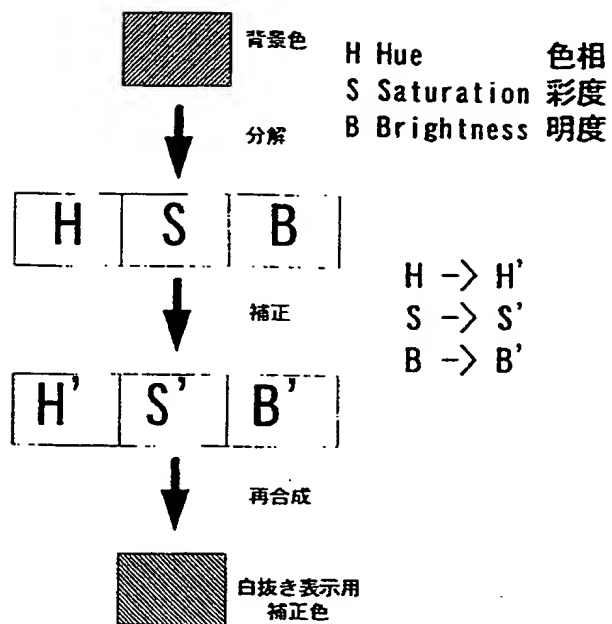 背景色
H Hue 色相
S Saturation 彩度
B Brightness 明度
分解
H S B
補正
H -> H'
S -> S'
B -> B'
H' S' B'
再合成
白抜き表示用
補正色